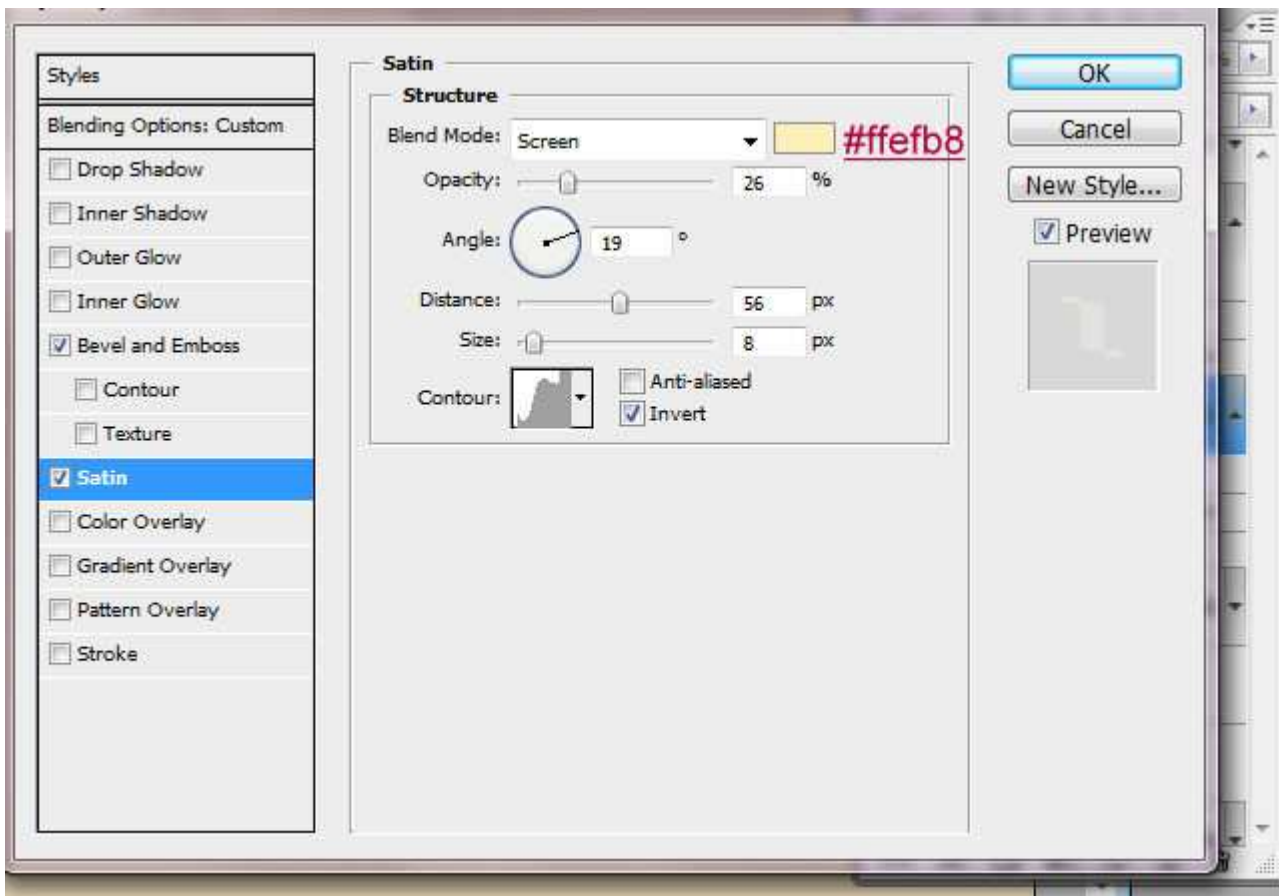 Styles
Blending Options: Custom
Drop Shadow
Inner Shadow
Outer Glow
Inner Glow
Bevel and Emboss
Contour
Texture
Satin
Color Overlay
Gradient Overlay
Pattern Overlay
Stroke
Satin
Structure
Blend Mode: Screen #ffefb8
Opacity: 26 %
Angle: 19 °
Distance: 56 px
Size: 8 px
Contour: Anti-aliased
Invert
OK
Cancel
New Style...
Preview